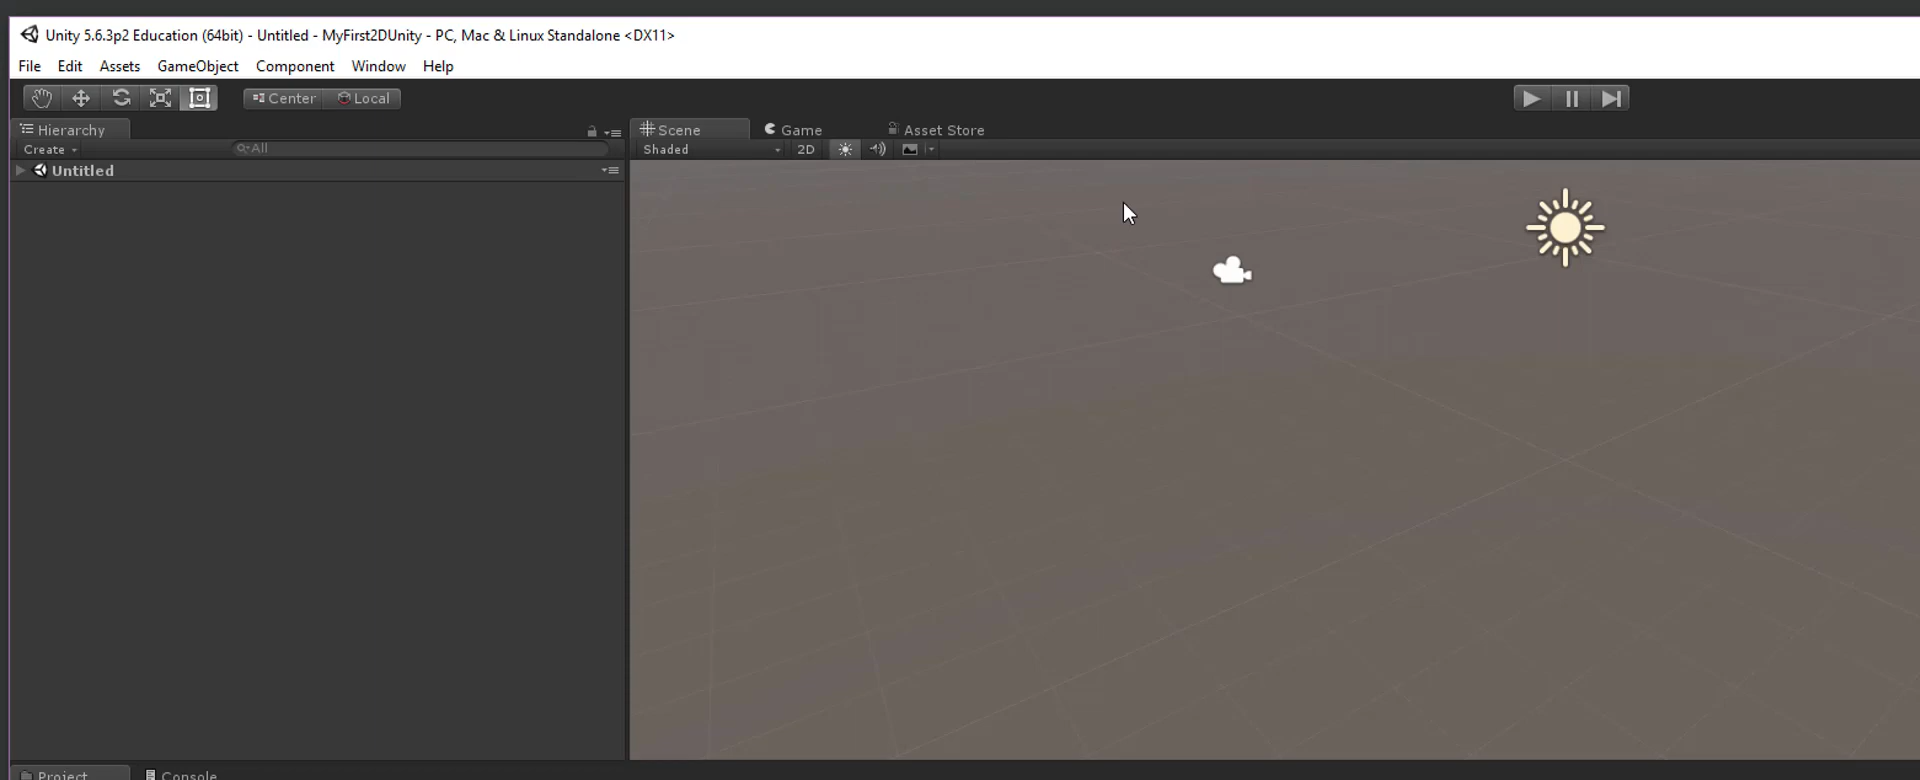 Unity 5.6.3p2 Education (64bit) - Untitled - MyFirst2DUnity - PC, Mac & Linux Standalone <DX11>
File Edit Assets GameObject Component Window Help
Center Local
Hierarchy Scene Game Asset Store
Create All Shaded 2D
Untitled
Project Console